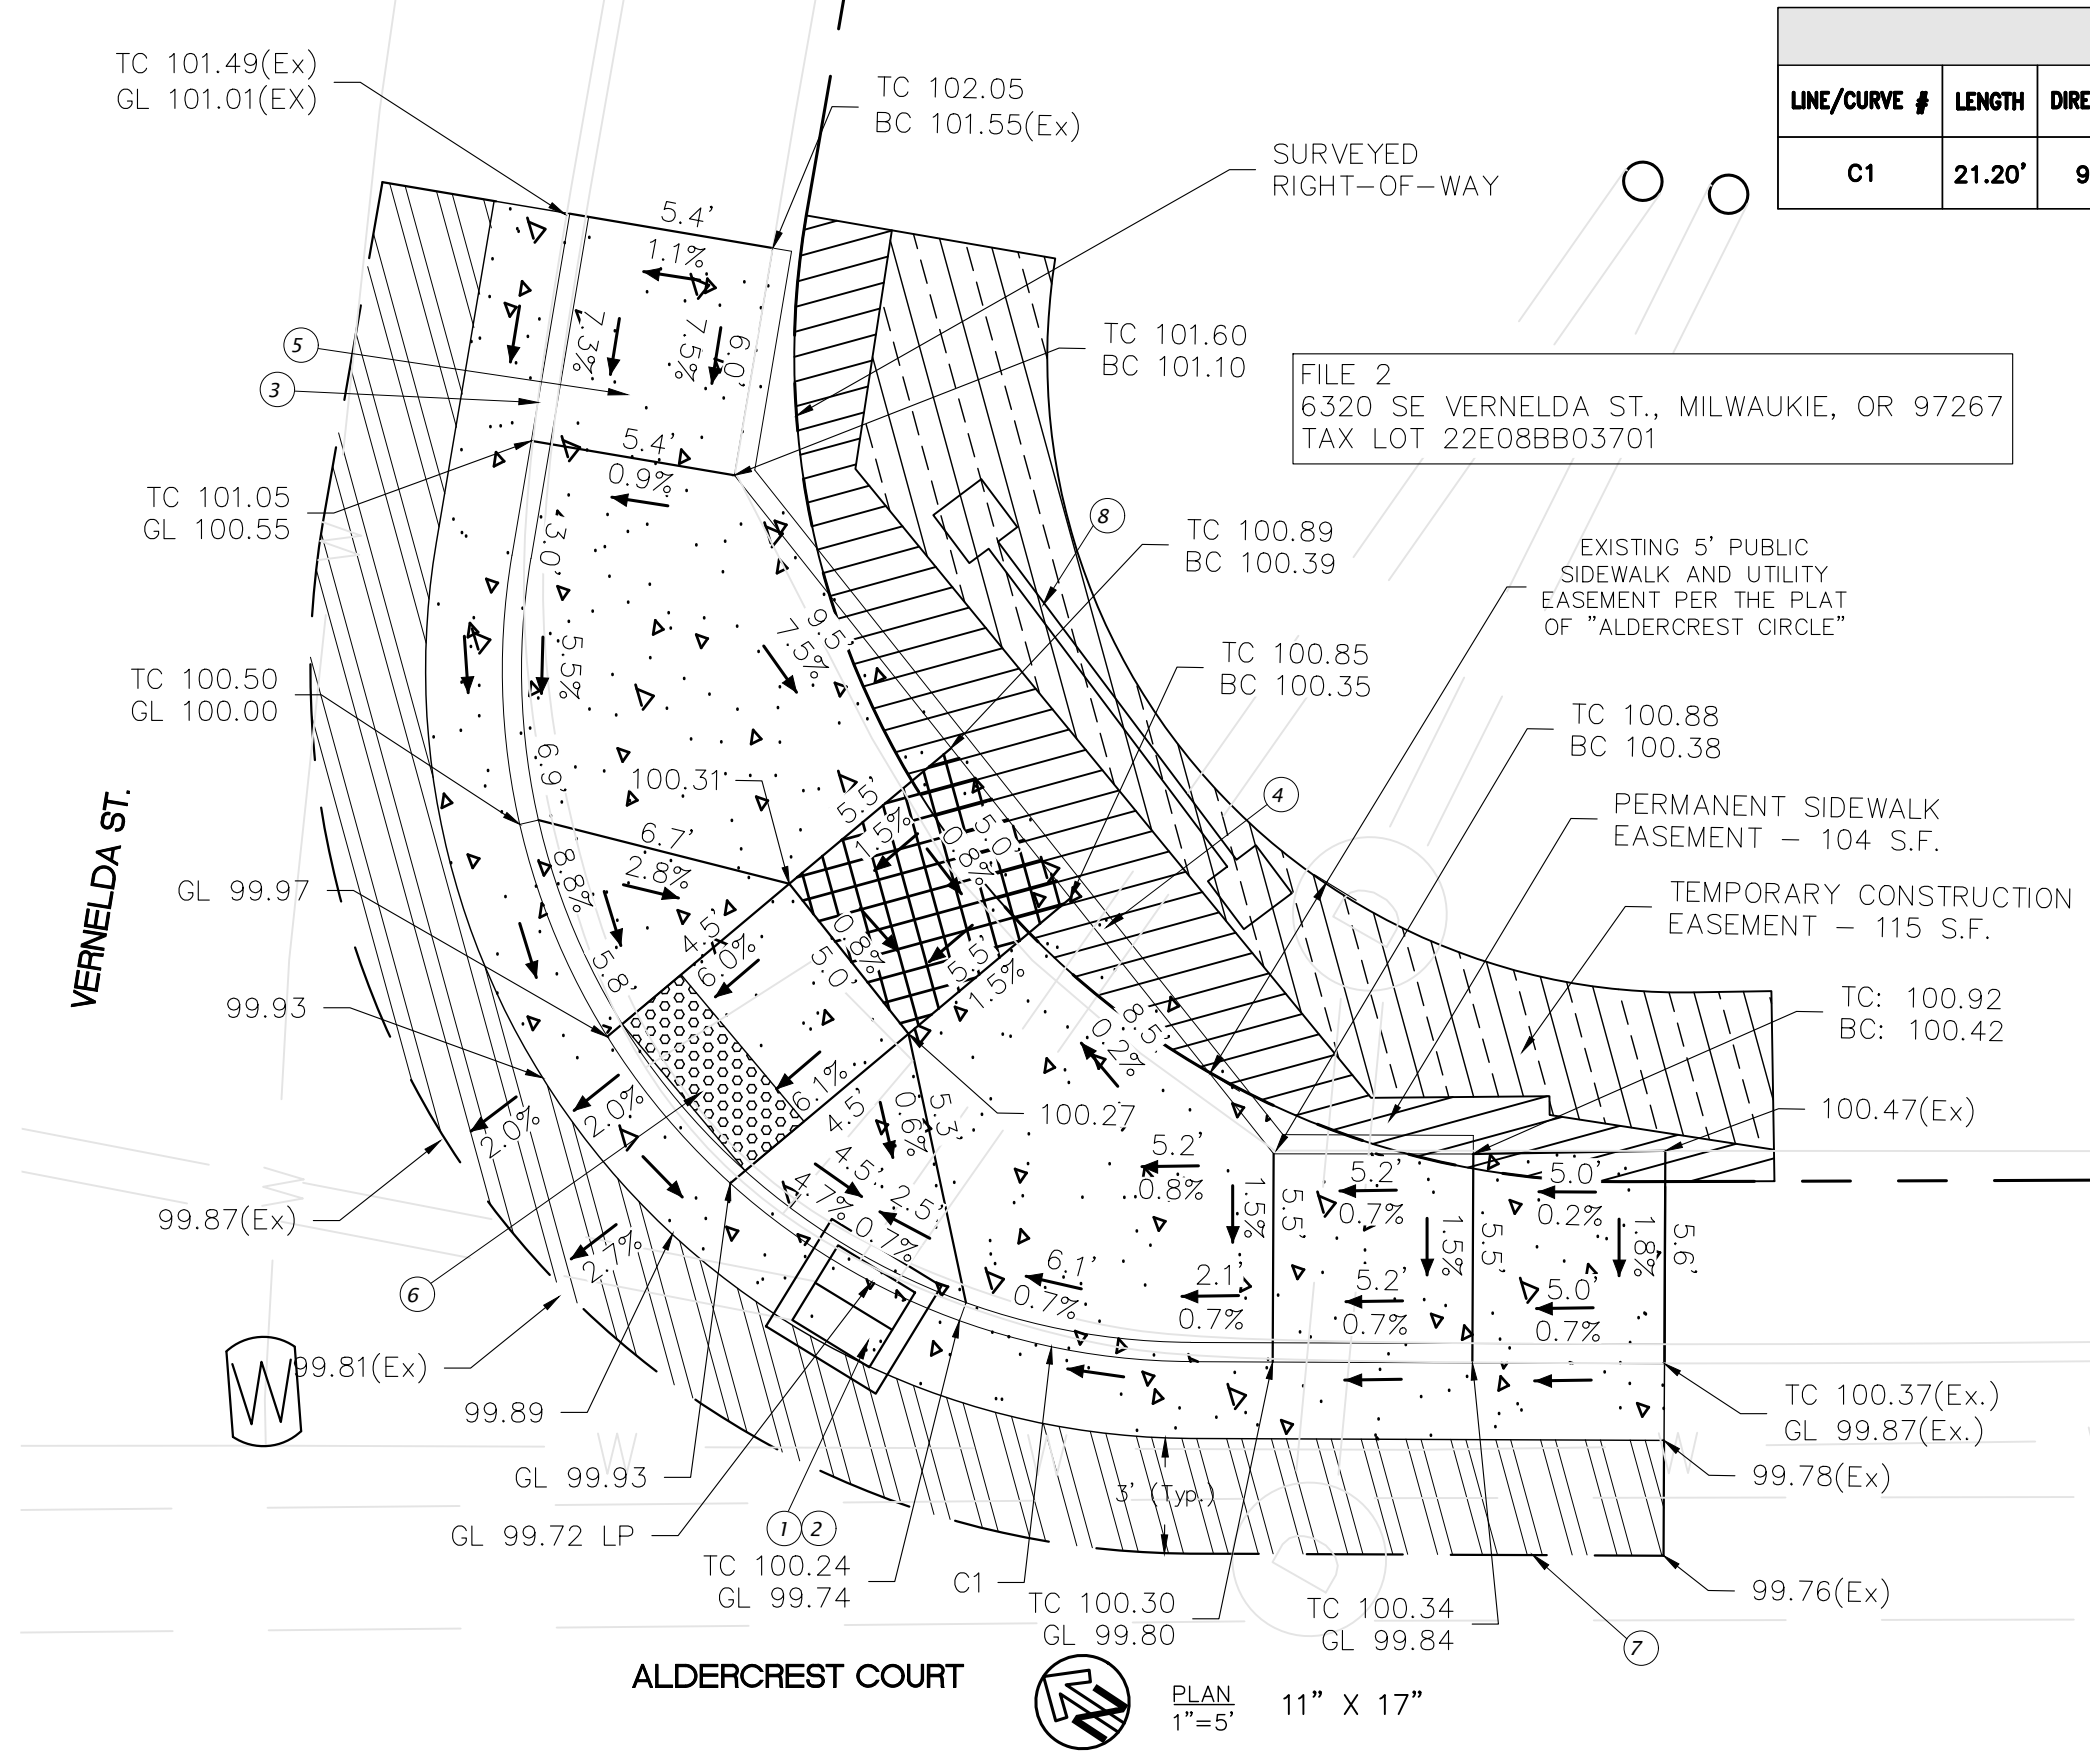 TC 101.49(Ex)
GL 101.01(EX)
TC 102.05
BC 101.55(Ex)
SURVEYED
RIGHT-OF-WAY
LINE/CURVE # LENGTH DIRE
C1 21.20' 9
5.4'
1.1%
7.3%
7.5%
6.0'
5
3
TC 101.60
BC 101.10
FILE 2
6320 SE VERNELDA ST., MILWAUKIE, OR 97267
TAX LOT 22E08BB03701
5.4'
0.9%
TC 101.05
GL 100.55
3.0'
8
TC 100.89
BC 100.39
EXISTING 5' PUBLIC
SIDEWALK AND UTILITY
EASEMENT PER THE PLAT
OF "ALDERCREST CIRCLE"
9.5'
7.5%
5.5%
TC 100.85
BC 100.35
TC 100.50
GL 100.00
TC 100.88
BC 100.38
6.9'
100.31
5.5'
1.5%
4
PERMANENT SIDEWALK
EASEMENT - 104 S.F.
VERNELDA ST.
6.7'
2.8%
8.8%
0.8%
5.0'
GL 99.97
TEMPORARY CONSTRUCTION
EASEMENT - 115 S.F.
4.5'
6.0%
0.8%
5.0'
5.5'
1.5%
5.8'
99.93
TC: 100.92
BC: 100.42
8.5'
0.2%
6.1%
4.5'
2.0%
2.0%
0.6%
5.3'
100.27
100.47(Ex)
99.87(Ex)
4.5'
4.7%
2.5'
0.7%
5.2'
0.8%
1.5%
5.5'
5.2'
0.7%
1.5%
5.5'
5.0'
0.2%
1.8%
5.6'
2.7%
6
6.1'
0.7%
2.1'
0.7%
5.2'
0.7%
5.0'
0.7%
W
99.81(Ex)
99.89
TC 100.37(Ex.)
GL 99.87(Ex.)
GL 99.93
W
W
W
3' (Typ.)
99.78(Ex)
GL 99.72 LP
1 2
TC 100.24
GL 99.74
C1
TC 100.30
GL 99.80
TC 100.34
GL 99.84
99.76(Ex)
7
D
D
ALDERCREST COURT
N
PLAN
1"=5'
11" X 17"